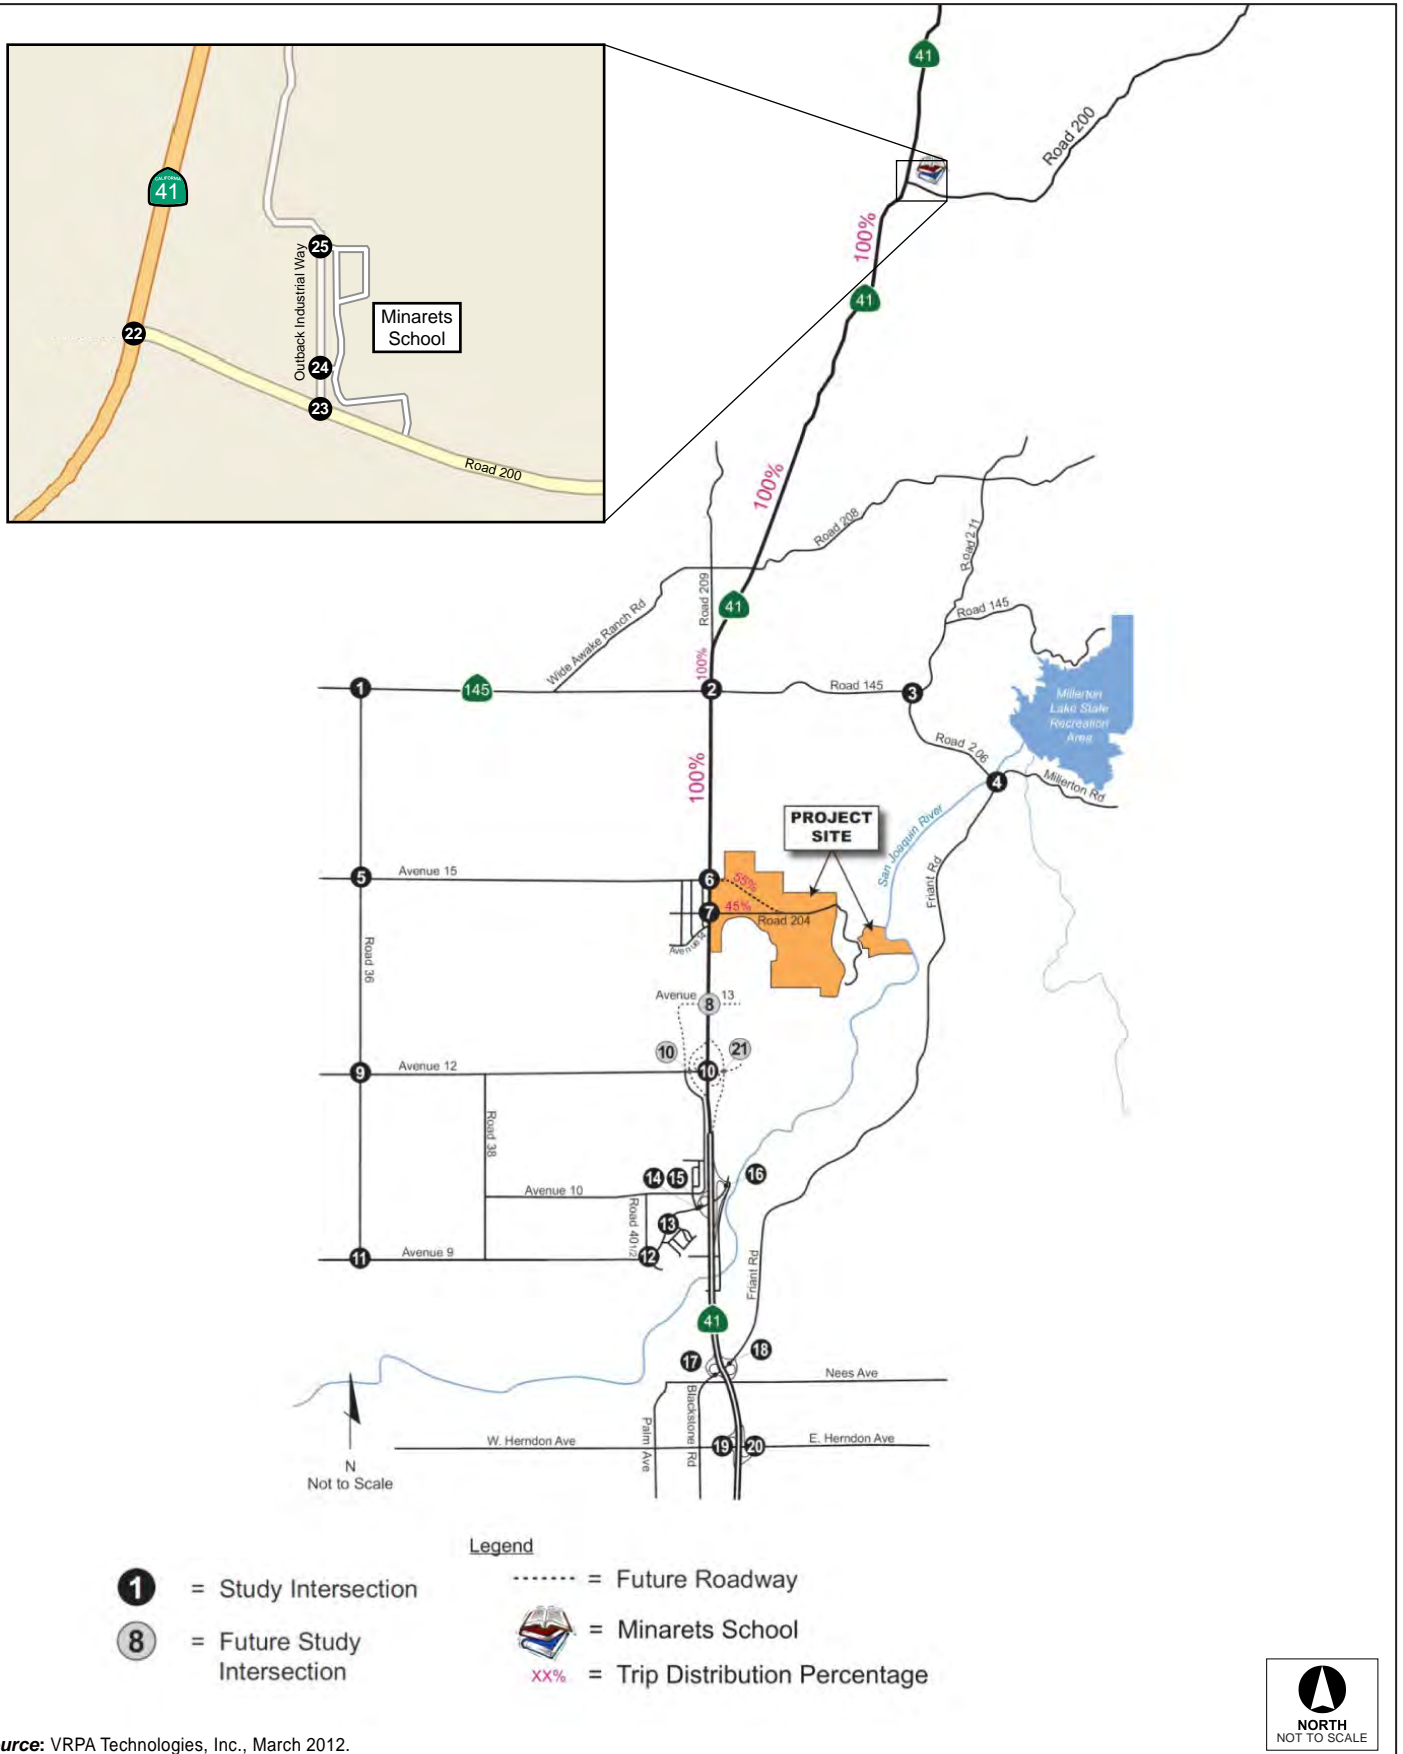 41
Road 200
CALIFORNIA
41
25
Outback Industrial Way
Minarets
School
22
24
23
Road 200
100%
41
100%
Road 208
Road 211
Road 209
41
Wide Awake Ranch Rd
Road 145
100%
1
145
2
Road 145
3
Millerton
Lake State
Recreation
Area
Road 206
4
Millerton Rd
100%
PROJECT
SITE
San Joaquin River
Friant Rd
5
Avenue 15
6
55%
7
45%
Road 204
Avenue 14
Road 36
Avenue 13
8
10
21
9
Avenue 12
10
Road 38
14
15
16
Avenue 10
Road 40 1/2
13
11
Avenue 9
12
Friant Rd
41
17
18
Nees Ave
Blackstone Rd
Palm Ave
W. Herndon Ave
19
20
E. Herndon Ave
N
Not to Scale
Legend
1 = Study Intersection
8 = Future Study
Intersection
= Future Roadway
= Minarets School
XX% = Trip Distribution Percentage
NORTH
NOT TO SCALE
urce: VRPA Technologies, Inc., March 2012.